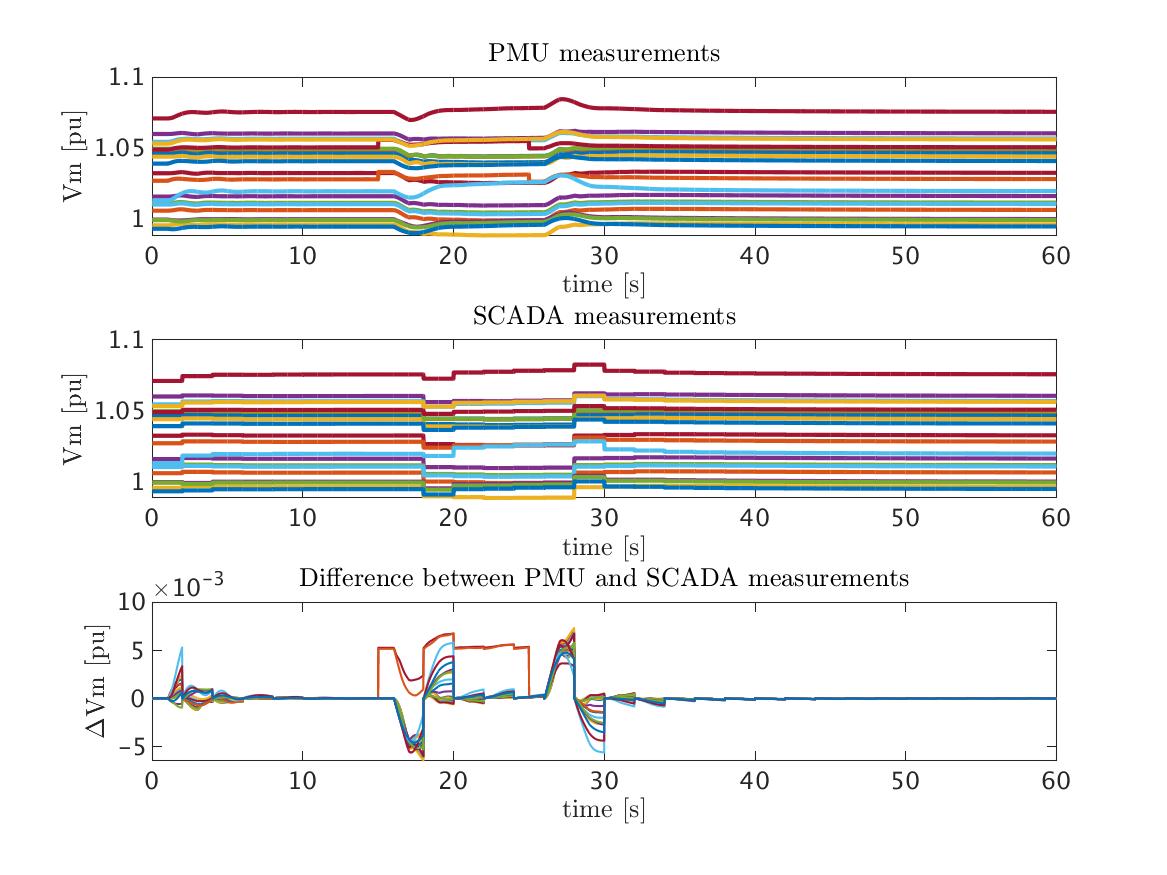 PMU measurements
1.1
1.05
1
Vm [pu]
0 10 20 30 40 50 60
time [s]
SCADA measurements
1.1
1.05
1
Vm [pu]
0 10 20 30 40 50 60
time [s]
Difference between PMU and SCADA measurements
×10⁻³
10
5
0
-5
ΔVm [pu]
0 10 20 30 40 50 60
time [s]